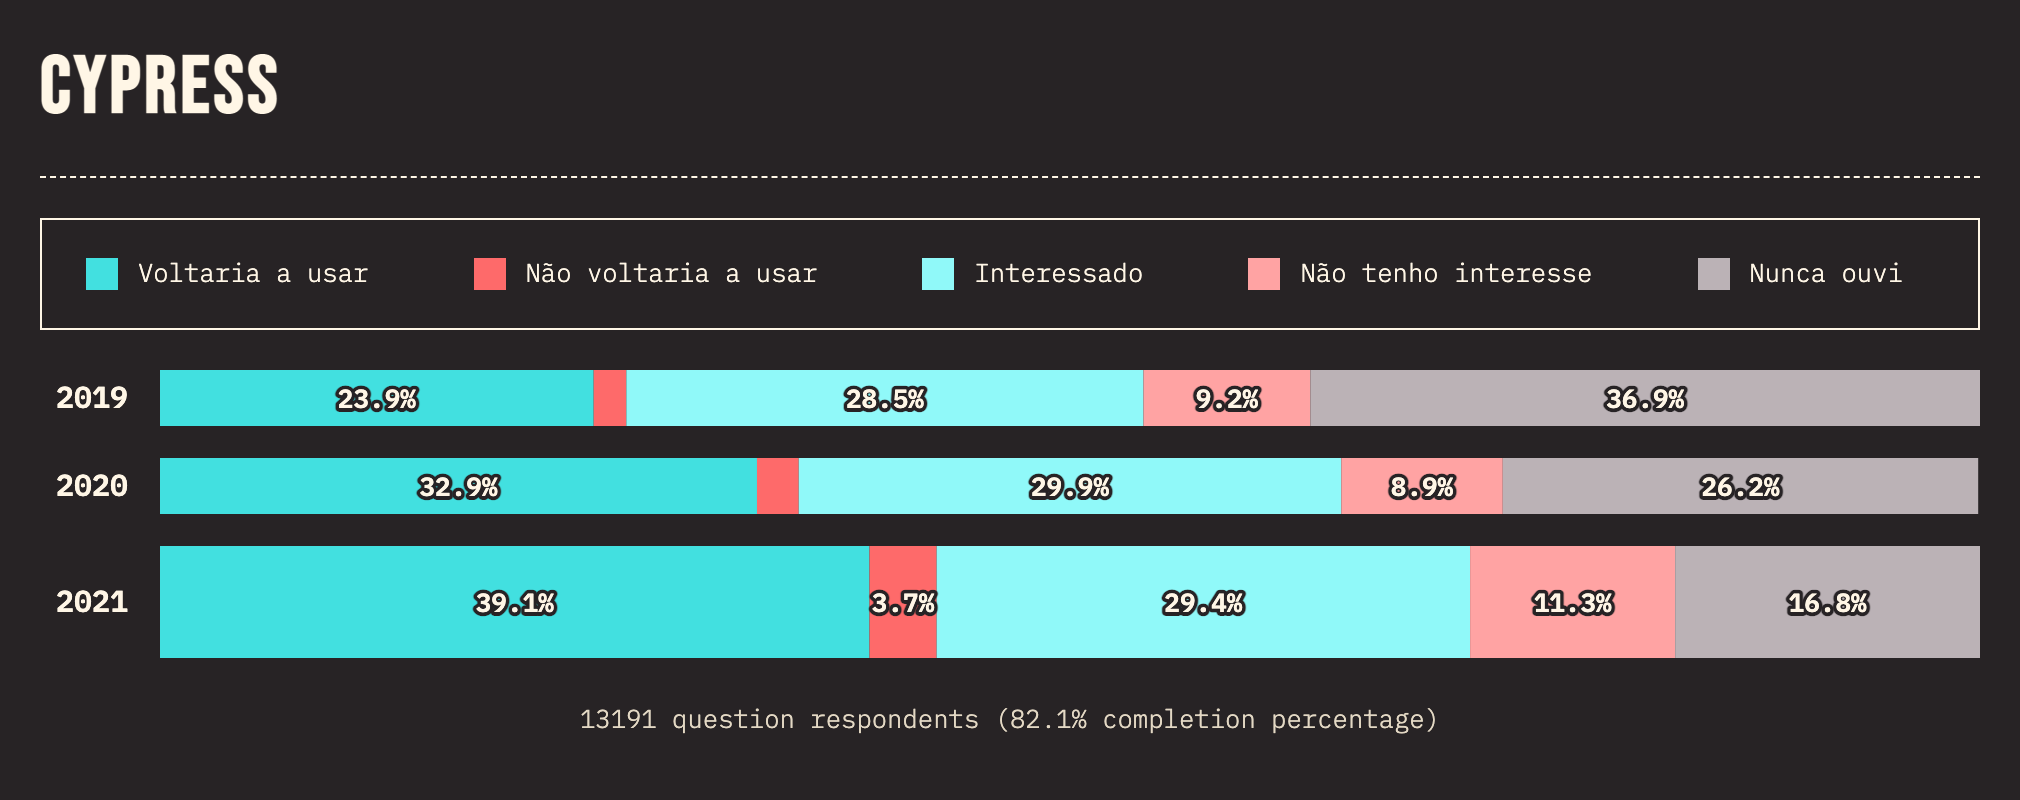 CYPRESS
Voltaria a usar Não voltaria a usar Interessado Não tenho interesse Nunca ouvi
2019 23.9% 28.5% 9.2% 36.9%
2020 32.9% 29.9% 8.9% 26.2%
2021 39.1% 3.7% 29.4% 11.3% 16.8%
13191 question respondents (82.1% completion percentage)